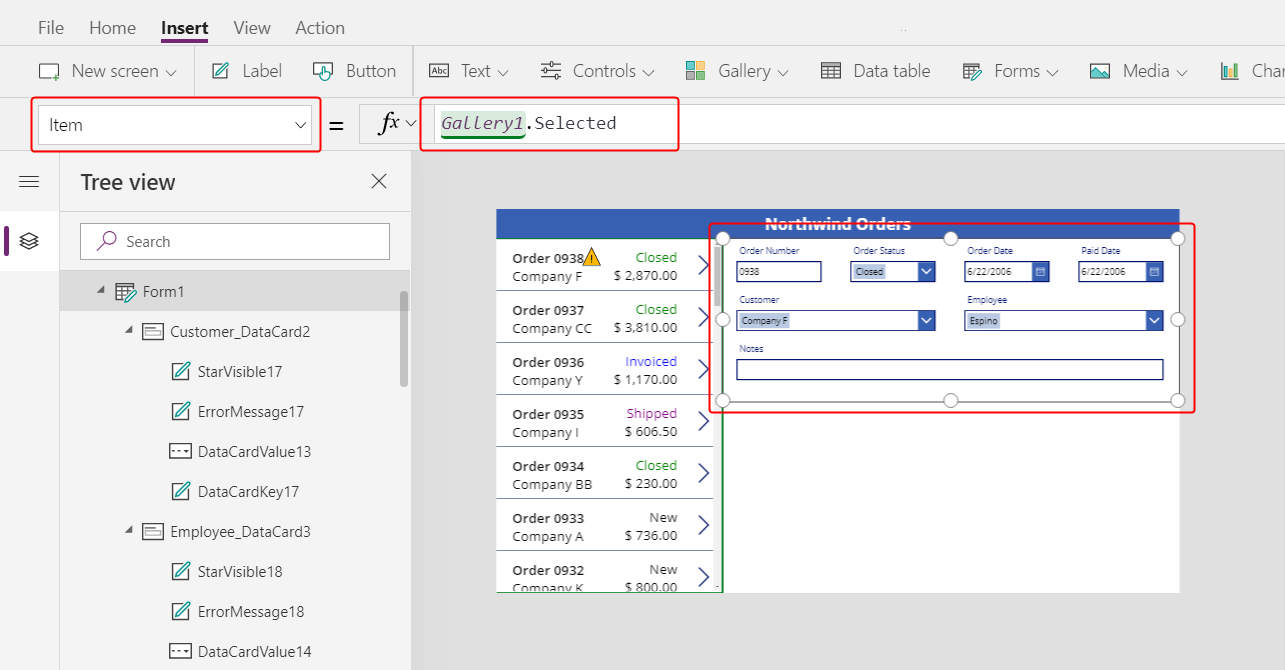 File Home Insert View Action
New screen Label Button Abc Text Controls Gallery Data table Forms Media
Item = fx Gallery1.Selected
Tree view
Search
Form1
Customer_DataCard2
StarVisible17
ErrorMessage17
DataCardValue13
DataCardKey17
Employee_DataCard3
StarVisible18
ErrorMessage18
DataCardValue14
Northwind Orders
Order 0938 Closed
Company F $ 2,870.00
Order 0937 Closed
Company CC $ 3,810.00
Order 0936 Invoiced
Company Y $ 1,170.00
Order 0935 Shipped
Company I $ 606.50
Order 0934 Closed
Company BB $ 230.00
Order 0933 New
Company A $ 736.00
Order 0932 New
Company K $ 800.00
Order Number Order Status Order Date Paid Date
0938 Closed 6/22/2006 6/22/2006
Customer Employee
Company F Espino
Notes